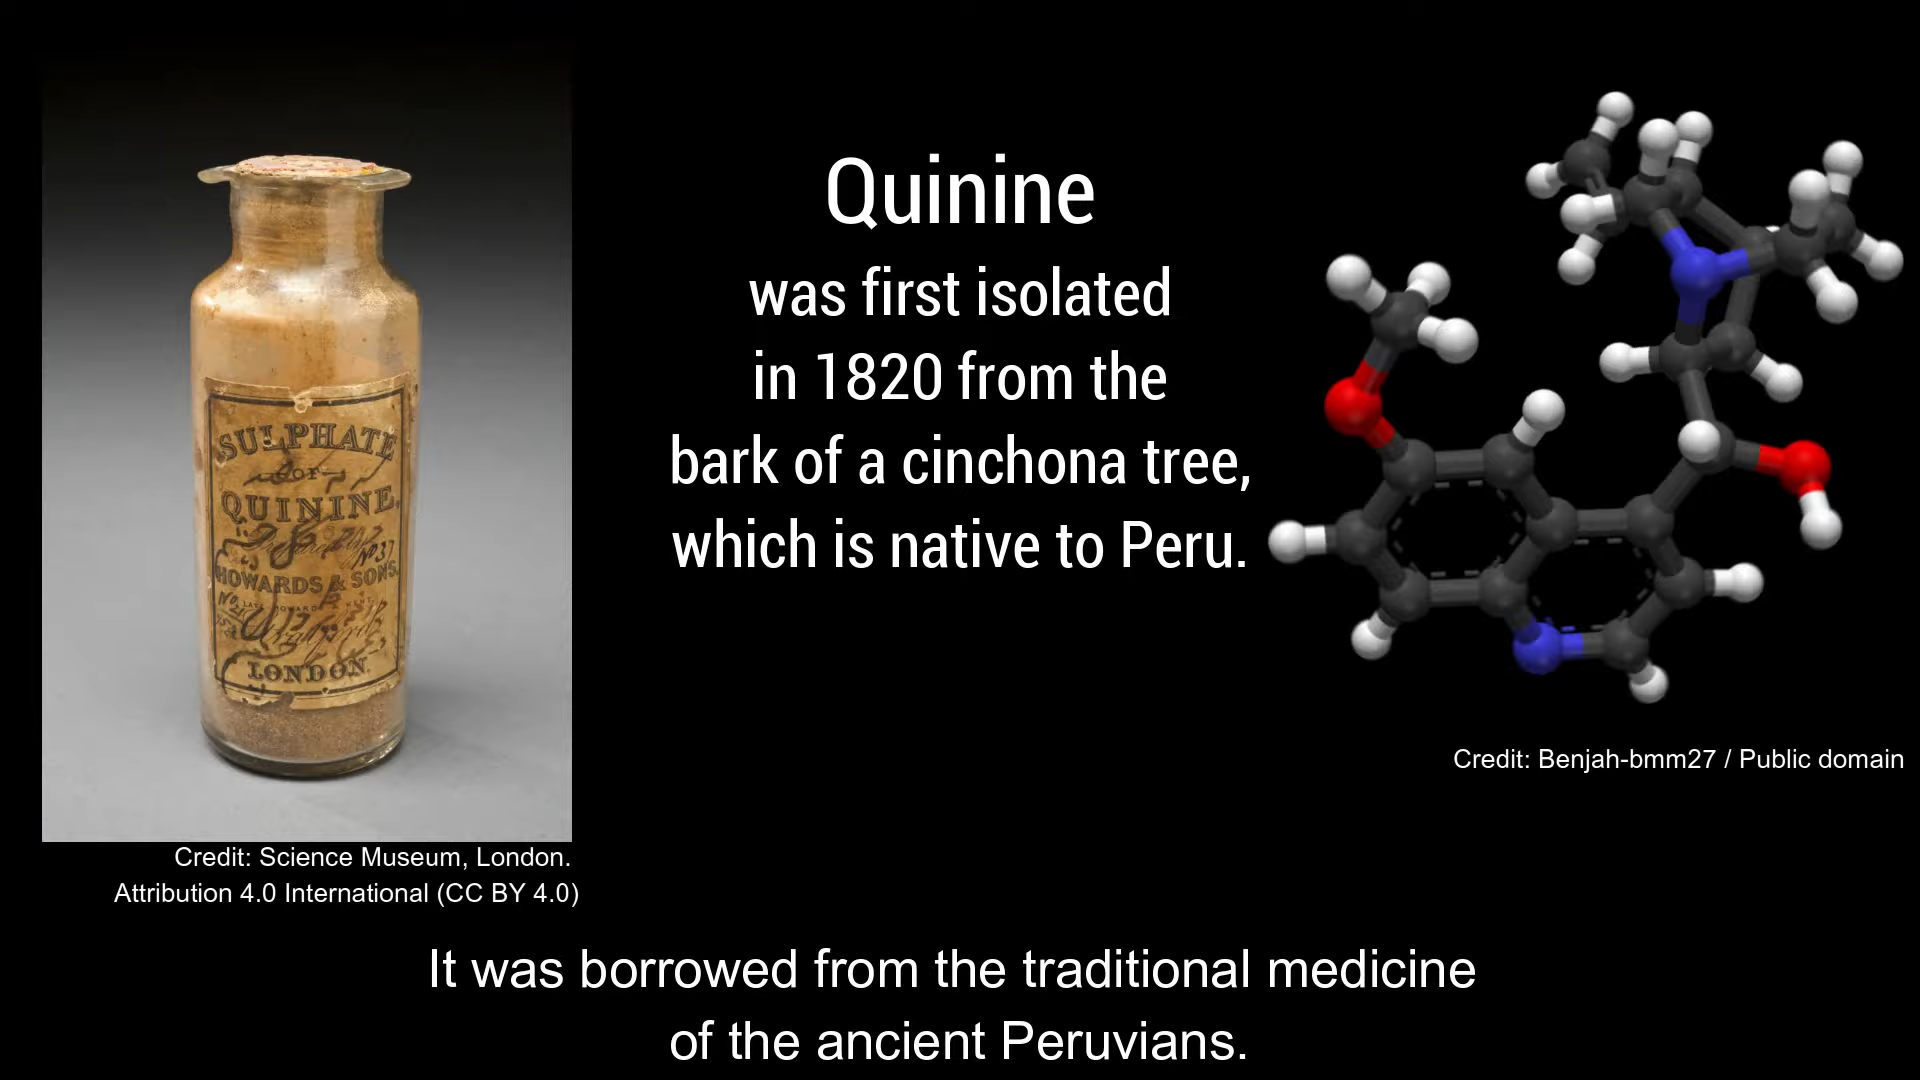 Quinine
was first isolated
in 1820 from the
bark of a cinchona tree,
which is native to Peru.
SULPHATE
OF
QUININE,
No 37
HOWARDS & SONS,
LONDON.
Credit: Benjah-bmm27 / Public domain
Credit: Science Museum, London.
Attribution 4.0 International (CC BY 4.0)
It was borrowed from the traditional medicine
of the ancient Peruvians.